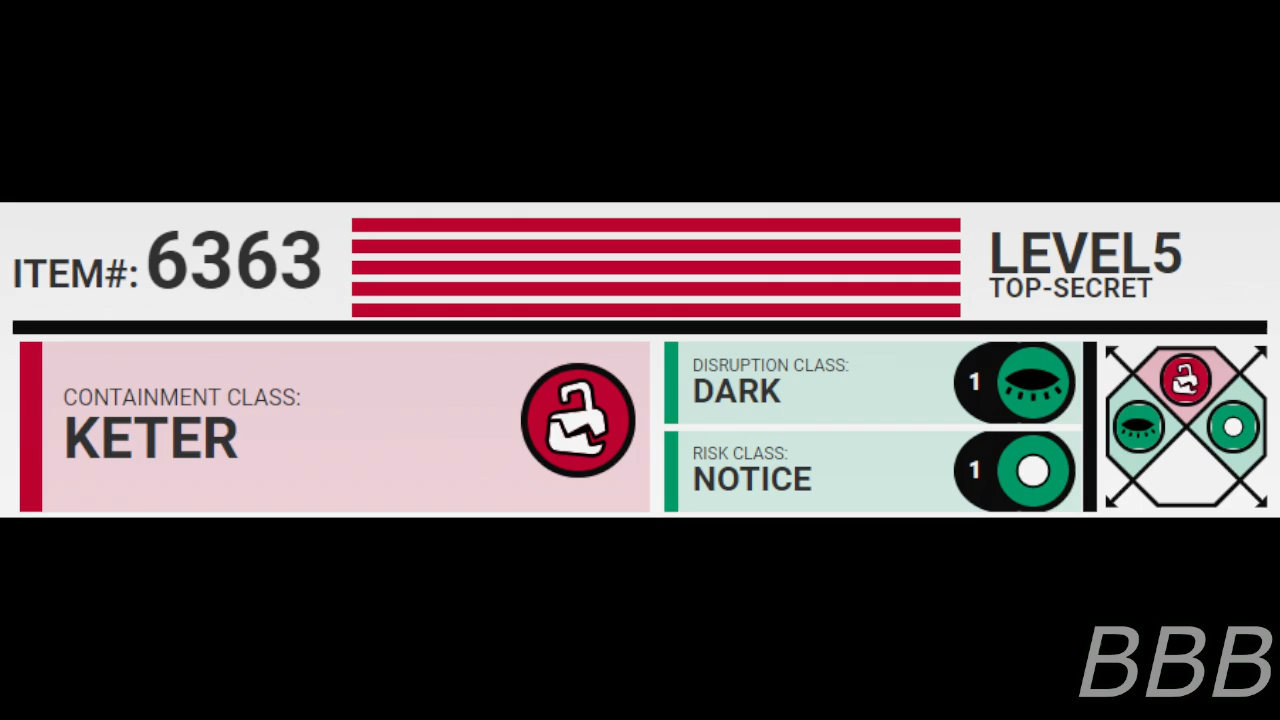 ITEM#: 6363
LEVEL5
TOP-SECRET
CONTAINMENT CLASS:
KETER
DISRUPTION CLASS:
DARK
1
RISK CLASS:
NOTICE
1
BBB